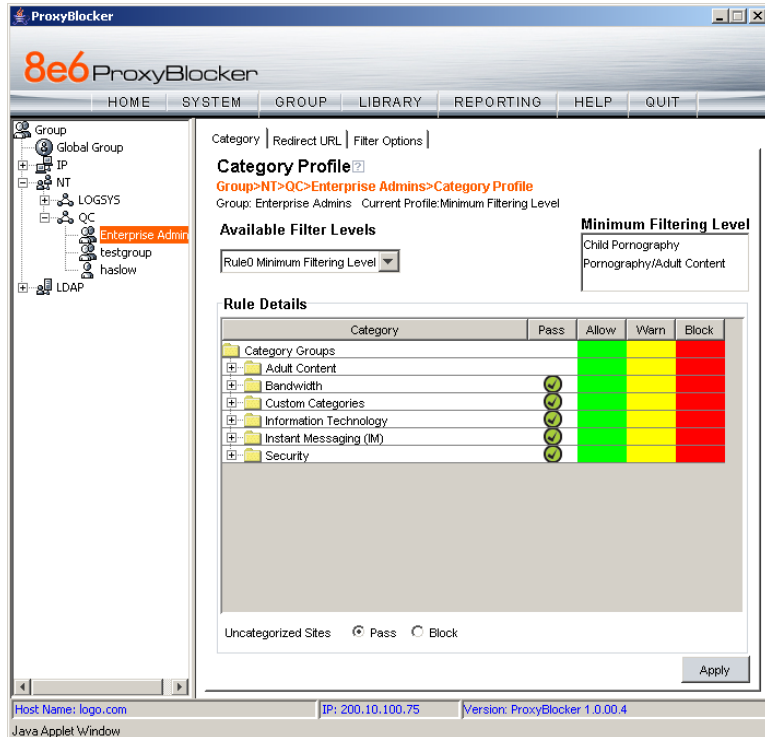 ProxyBlocker
8e6 ProxyBlocker
HOME SYSTEM GROUP LIBRARY REPORTING HELP QUIT
Group
Global Group
IP
NT
LOGSYS
QC
Enterprise Admin
testgroup
haslow
LDAP
Category Redirect URL Filter Options
Category Profile ?
Group>NT>QC>Enterprise Admins>Category Profile
Group: Enterprise Admins Current Profile:Minimum Filtering Level
Available Filter Levels
Rule0 Minimum Filtering Level
Minimum Filtering Level
Child Pornography
Pornography/Adult Content
Rule Details
Category Pass Allow Warn Block
Category Groups
Adult Content
Bandwidth
Custom Categories
Information Technology
Instant Messaging (IM)
Security
Uncategorized Sites Pass Block
Apply
Host Name: logo.com IP: 200.10.100.75 Version: ProxyBlocker 1.0.00.4
Java Applet Window